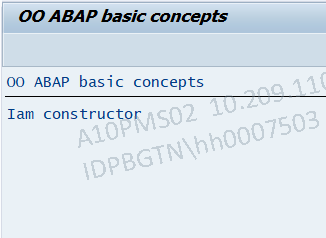 OO ABAP basic concepts
OO ABAP basic concepts
Iam constructor
A10PMS02 10.209.110
IDPBGTN\hh0007503